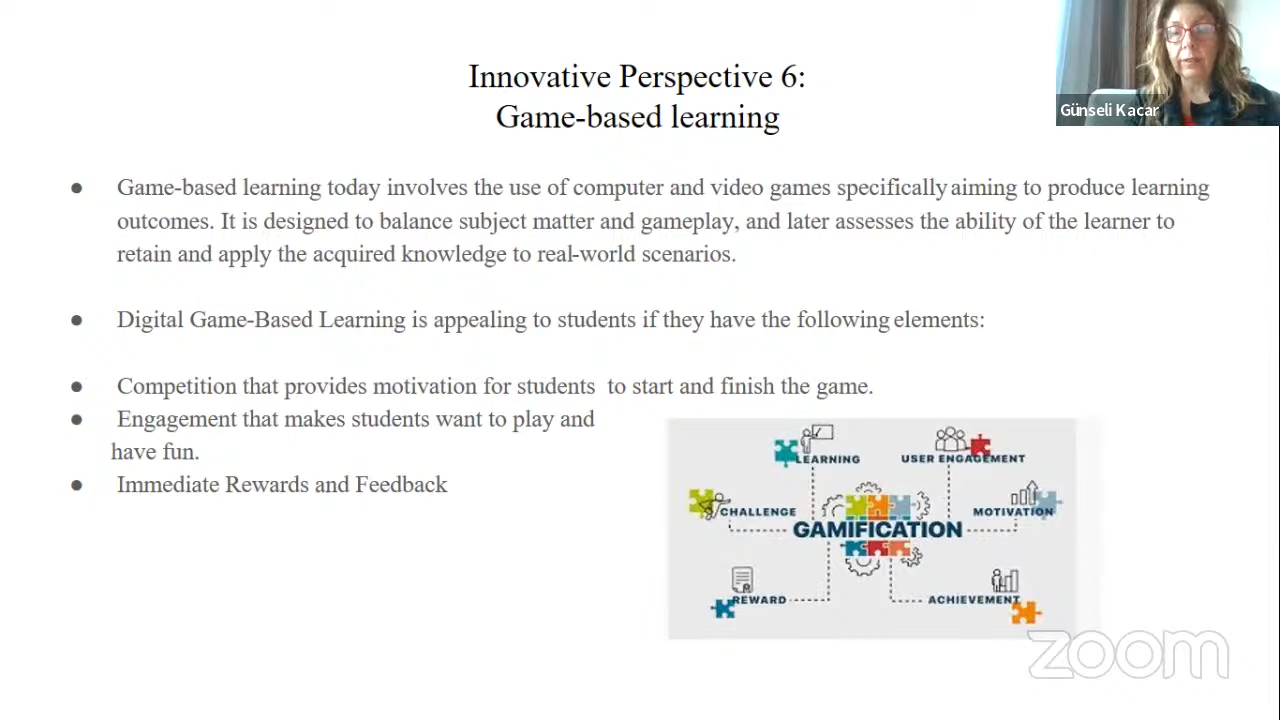 Innovative Perspective 6:
Game-based learning
Günseli Kacar
● Game-based learning today involves the use of computer and video games specifically aiming to produce learning
outcomes. It is designed to balance subject matter and gameplay, and later assesses the ability of the learner to
retain and apply the acquired knowledge to real-world scenarios.
● Digital Game-Based Learning is appealing to students if they have the following elements:
● Competition that provides motivation for students to start and finish the game.
● Engagement that makes students want to play and
have fun.
● Immediate Rewards and Feedback
LEARNING
USER ENGAGEMENT
CHALLENGE
MOTIVATION
GAMIFICATION
REWARD
ACHIEVEMENT
zoom